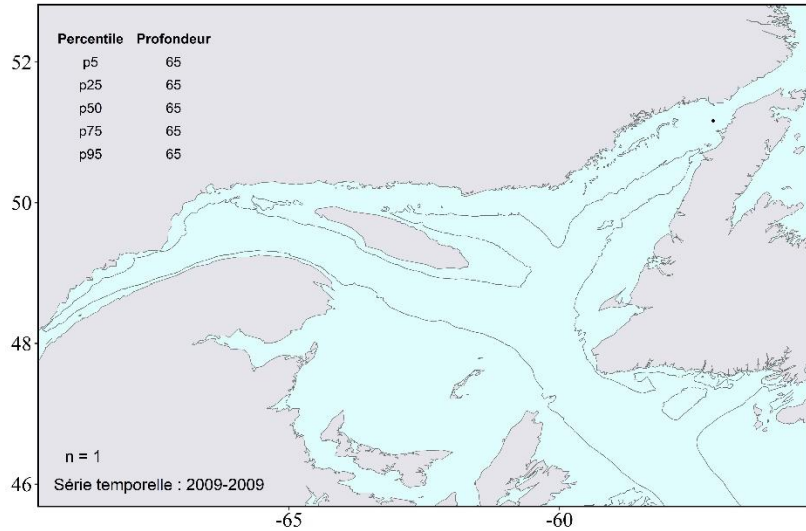 Percentile Profondeur
p5 65
p25 65
p50 65
p75 65
p95 65
52
50
48
46
n = 1
Série temporelle : 2009-2009
-65 -60